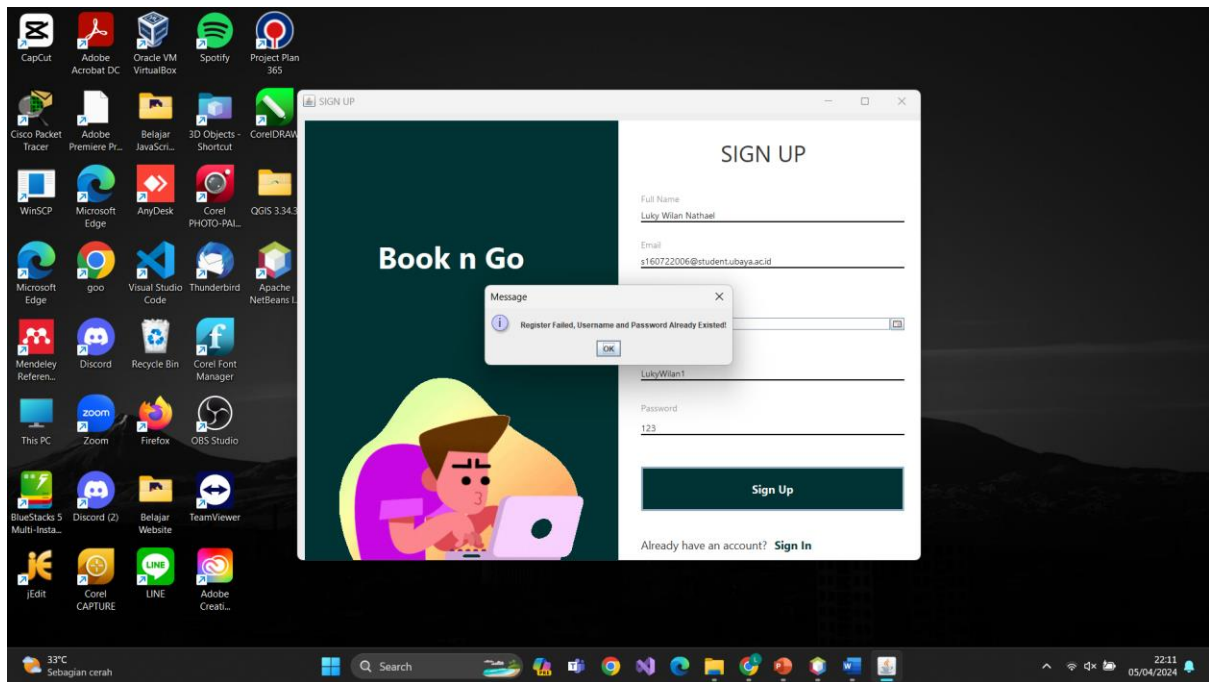 CapCut
Adobe
Acrobat DC
Oracle VM
VirtualBox
Spotify
Project Plan
365
Cisco Packet
Tracer
Adobe
Premiere Pr...
Belajar
JavaScri...
3D Objects -
Shortcut
CorelDRAW
WinSCP
Microsoft
Edge
AnyDesk
Corel
PHOTO-PAI...
QGIS 3.34.3
Microsoft
Edge
goo
Visual Studio
Code
Thunderbird
Apache
NetBeans I...
Mendeley
Referen...
Discord
Recycle Bin
Corel Font
Manager
This PC
zoom
Zoom
Firefox
OBS Studio
BlueStacks 5
Multi-Insta...
Discord (2)
Belajar
Website
TeamViewer
jEdit
Corel
CAPTURE
LINE
LINE
Adobe
Creati...
SIGN UP
Book n Go
SIGN UP
Full Name
Luky Wilan Nathael
Email
s160722006@student.ubaya.ac.id
Message
Register Failed, Username and Password Already Existed!
OK
LukyWilan1
Password
123
Sign Up
Already have an account? Sign In
33°C
Sebagian cerah
Search
22:11
05/04/2024